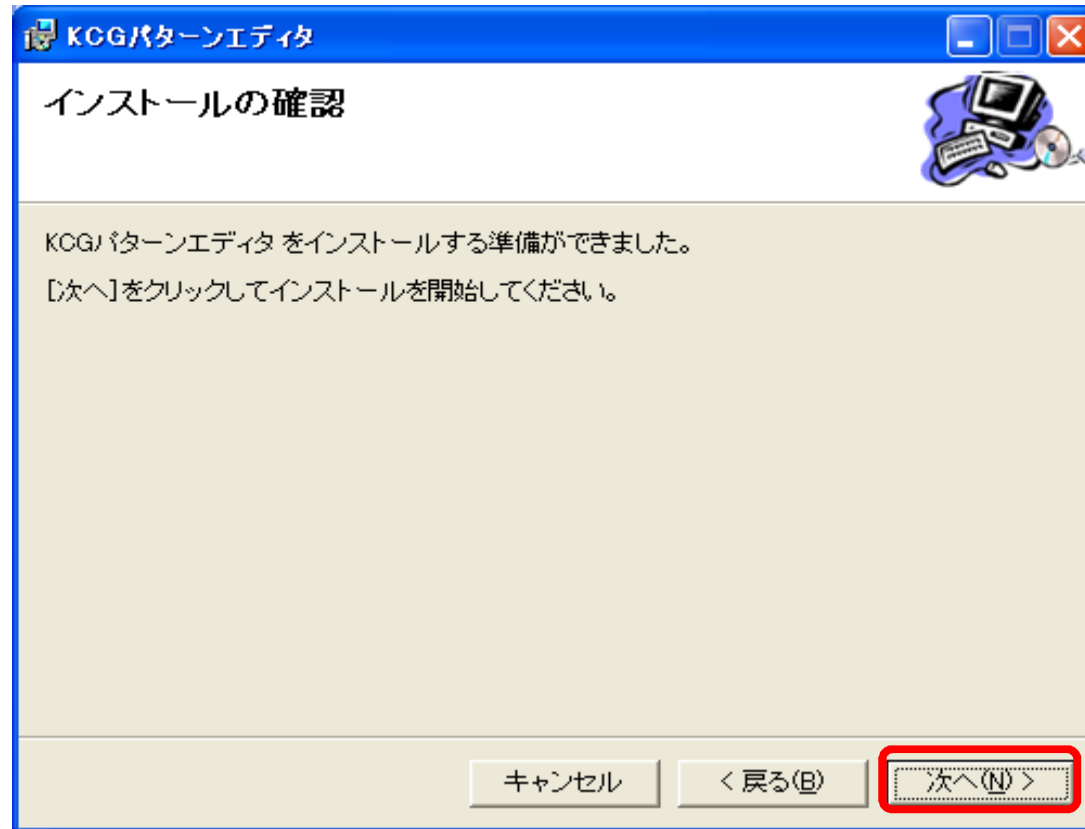 KCGパターンエディタ
インストールの確認
KCGパターンエディタ をインストールする準備ができました。
[次へ]をクリックしてインストールを開始してください。
キャンセル
< 戻る(B)
次へ(N) >